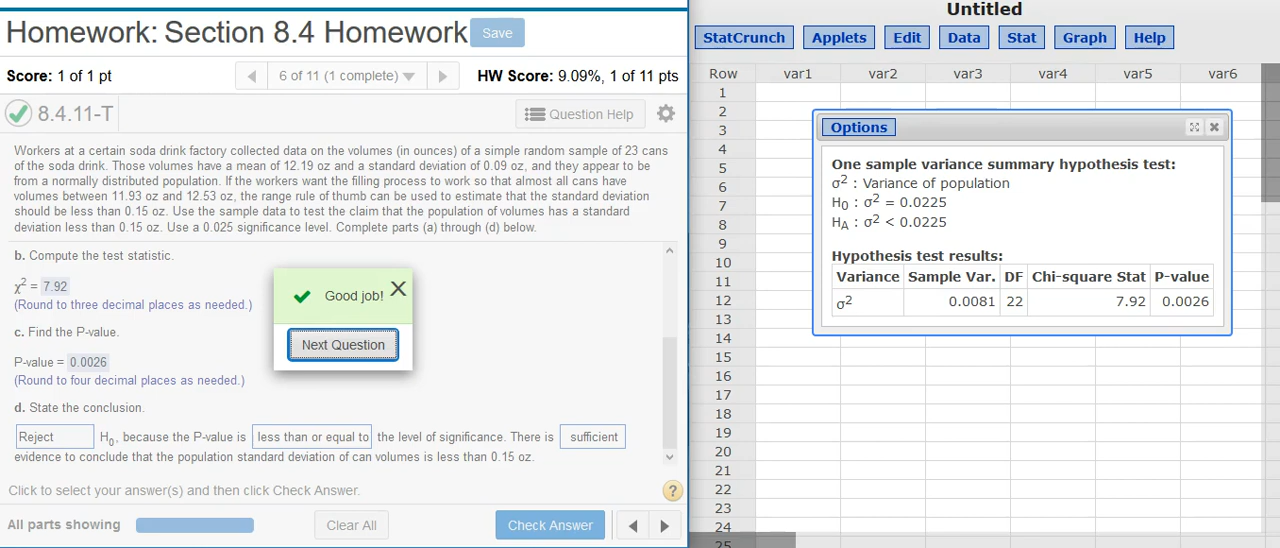 Homework: Section 8.4 Homework
Save
Score: 1 of 1 pt
6 of 11 (1 complete)
HW Score: 9.09%, 1 of 11 pts
8.4.11-T
Question Help
Workers at a certain soda drink factory collected data on the volumes (in ounces) of a simple random sample of 23 cans
of the soda drink. Those volumes have a mean of 12.19 oz and a standard deviation of 0.09 oz, and they appear to be
from a normally distributed population. If the workers want the filling process to work so that almost all cans have
volumes between 11.93 oz and 12.53 oz, the range rule of thumb can be used to estimate that the standard deviation
should be less than 0.15 oz. Use the sample data to test the claim that the population of volumes has a standard
deviation less than 0.15 oz. Use a 0.025 significance level. Complete parts (a) through (d) below.
b. Compute the test statistic.
χ² = 7.92
(Round to three decimal places as needed.)
c. Find the P-value.
P-value = 0.0026
(Round to four decimal places as needed.)
d. State the conclusion.
Reject H₀, because the P-value is less than or equal to the level of significance. There is sufficient
evidence to conclude that the population standard deviation of can volumes is less than 0.15 oz.
Good job!
Next Question
Click to select your answer(s) and then click Check Answer.
?
All parts showing
Clear All
Check Answer
Untitled
StatCrunch Applets Edit Data Stat Graph Help
Row var1 var2 var3 var4 var5 var6
1
2
3
4
5
6
7
8
9
10
11
12
13
14
15
16
17
18
19
20
21
22
23
24
25
Options
One sample variance summary hypothesis test:
σ² : Variance of population
H₀ : σ² = 0.0225
Hᴀ : σ² < 0.0225
Hypothesis test results:
Variance Sample Var. DF Chi-square Stat P-value
σ² 0.0081 22 7.92 0.0026